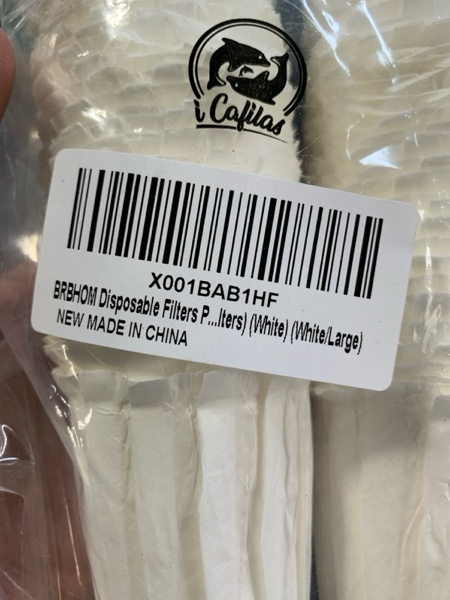 i Cafilas
X001BAB1HF
BRBHOM Disposable Filters P...lters) (White) (White/Large)
NEW MADE IN CHINA